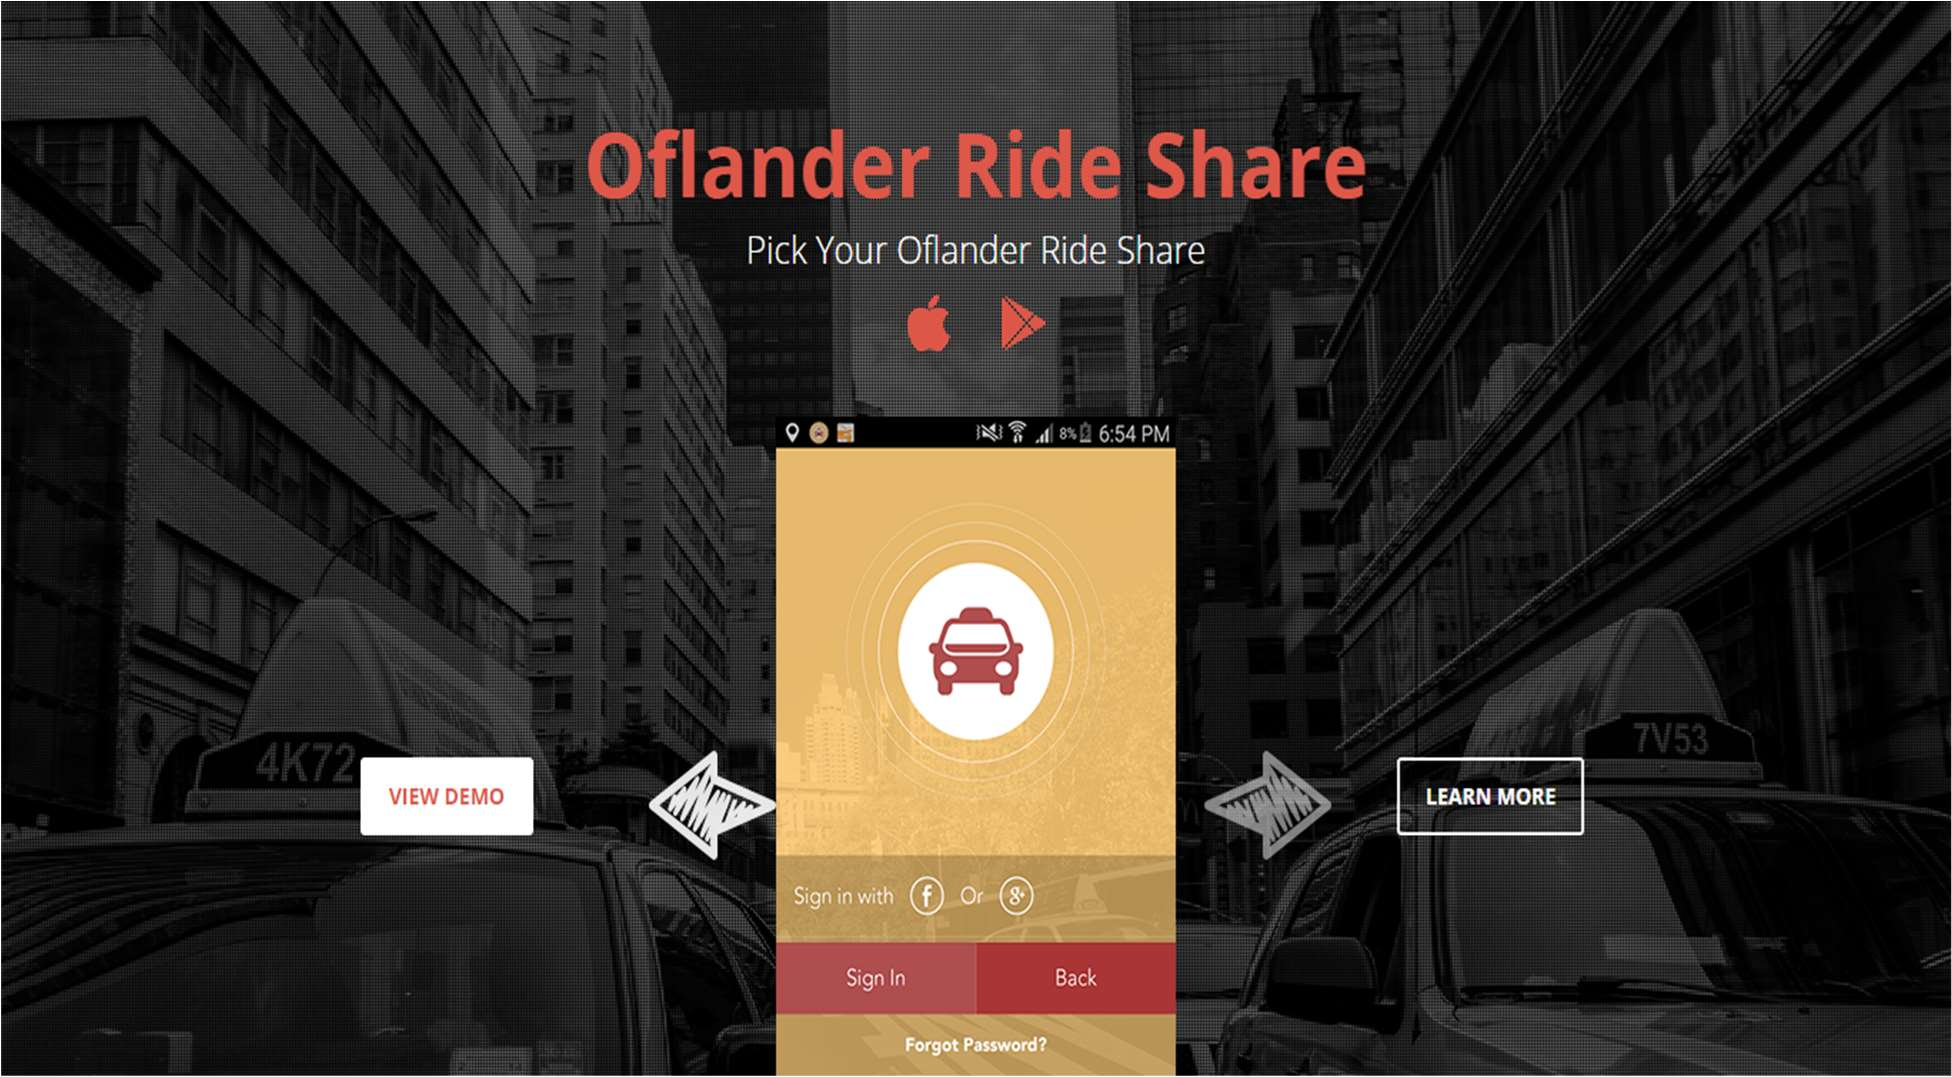 Oflander Ride Share
Pick Your Oflander Ride Share
8% 6:54 PM
4K72
7V53
VIEW DEMO
LEARN MORE
Sign in with f Or g+
Sign In
Back
Forgot Password?